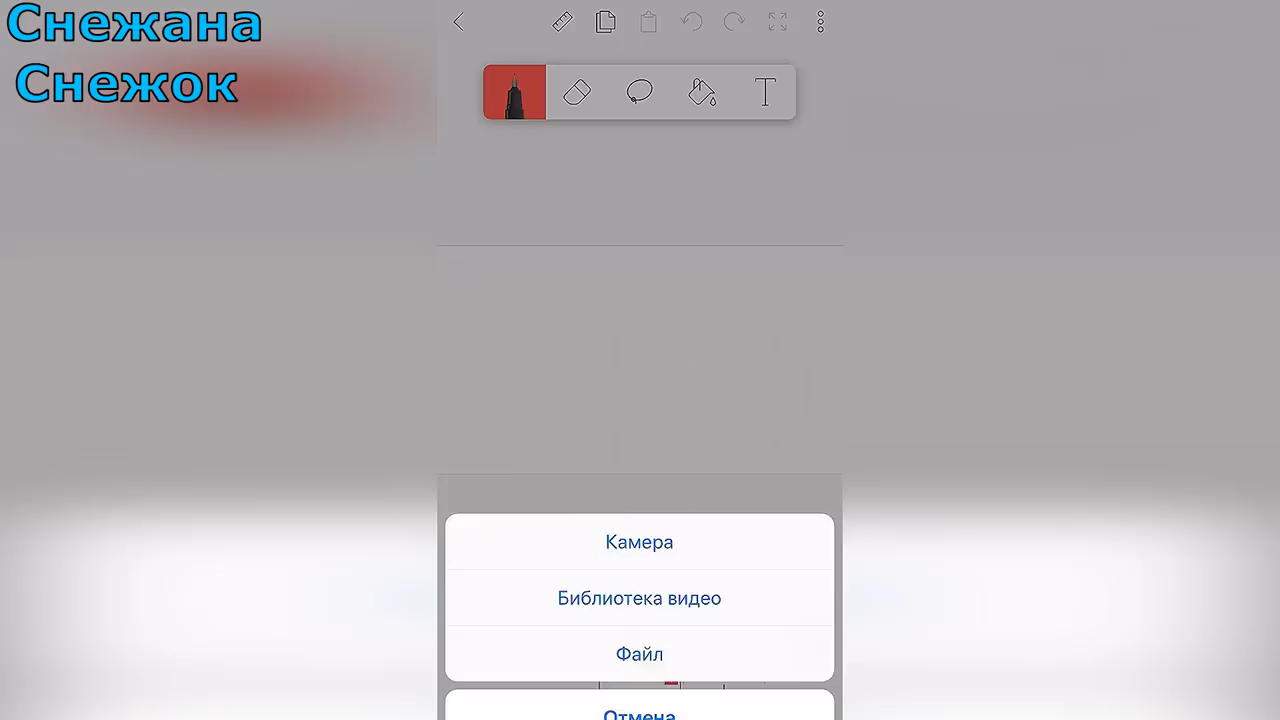 Снежана
Снежок
T
Камера
Библиотека видео
Файл
Отмена